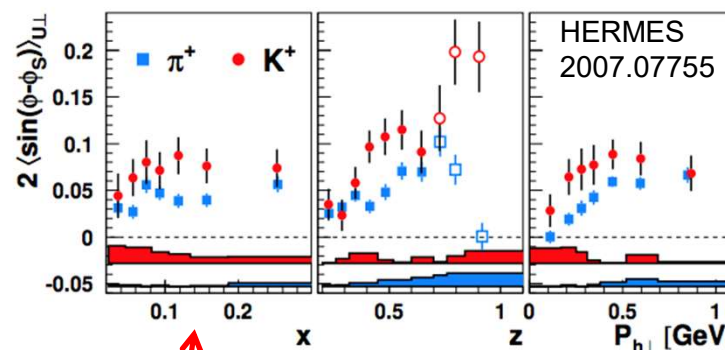 2 ⟨sin(ϕ-ϕS)⟩U⊥
0.2
0.15
0.1
0.05
0
-0.05
π+
K+
HERMES
2007.07755
0.1
0.2
x
0.5
1
z
0
0.5
1
Ph⊥ [GeV